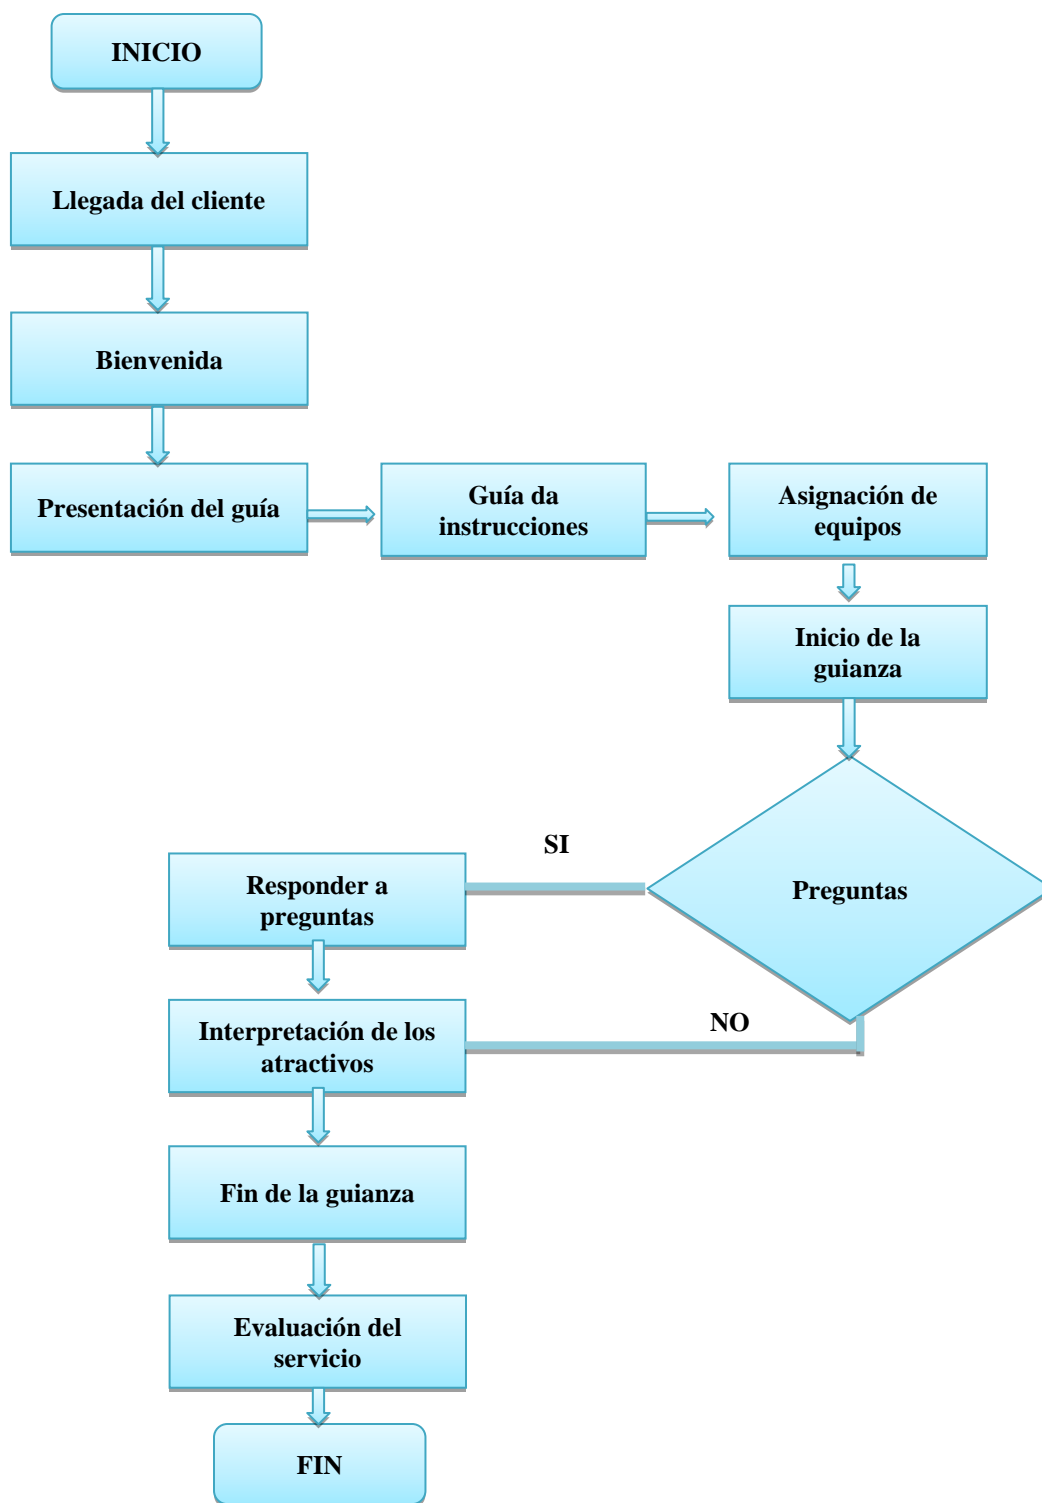 INICIO
Llegada del cliente
Bienvenida
Presentación del guía
Guía da
instrucciones
Asignación de
equipos
Inicio de la
guianza
Preguntas
SI
Responder a
preguntas
NO
Interpretación de los
atractivos
Fin de la guianza
Evaluación del
servicio
FIN